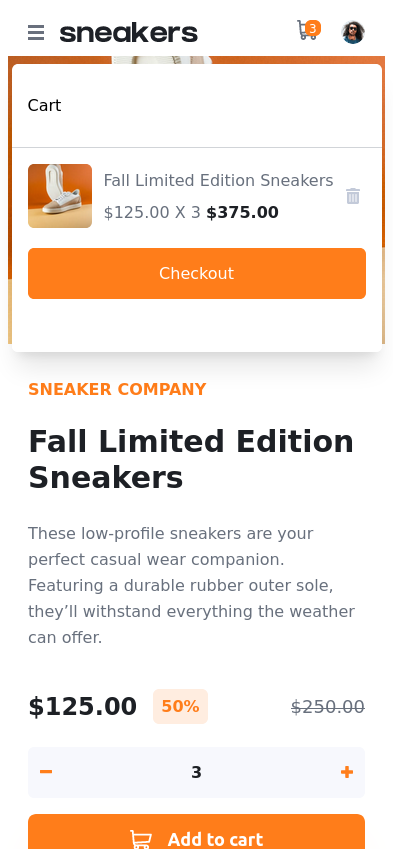 sneakers
3
Cart
Fall Limited Edition Sneakers
$125.00 X 3 $375.00
Checkout
SNEAKER COMPANY
Fall Limited Edition
Sneakers
These low-profile sneakers are your
perfect casual wear companion.
Featuring a durable rubber outer sole,
they’ll withstand everything the weather
can offer.
$125.00 50% $250.00
3
Add to cart